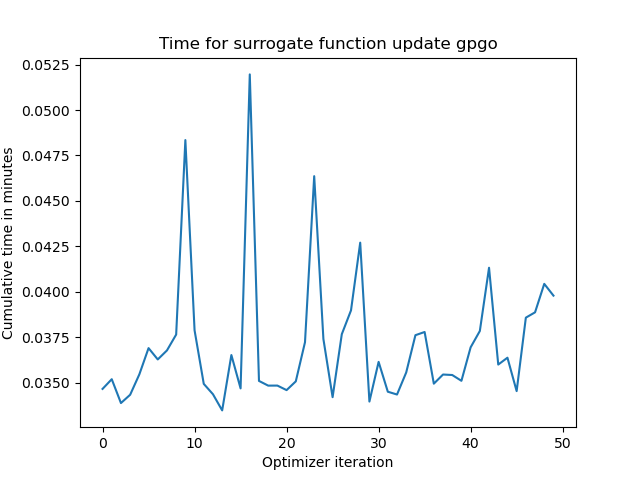 Time for surrogate function update gpgo
0.0525
0.0500
0.0475
0.0450
0.0425
0.0400
0.0375
0.0350
Cumulative time in minutes
0 10 20 30 40 50
Optimizer iteration